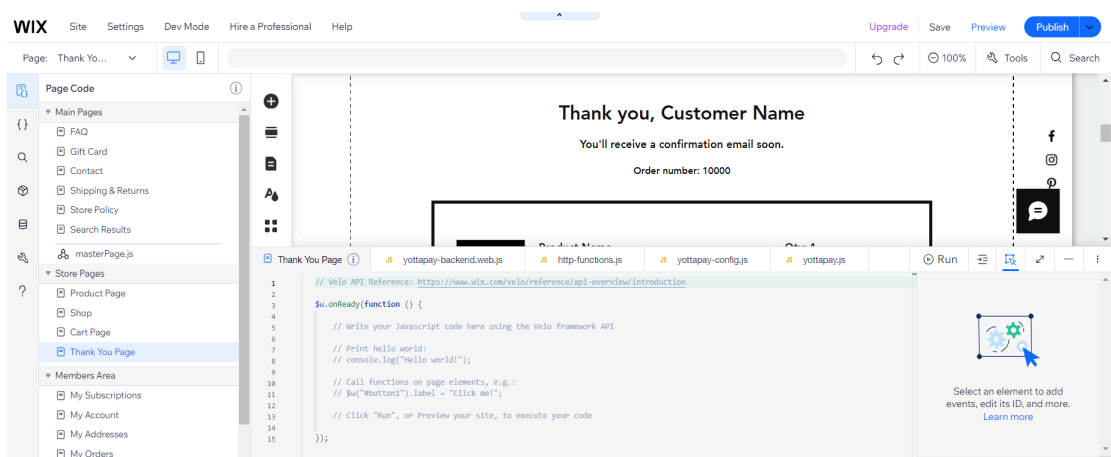 WIX Site Settings Dev Mode Hire a Professional Help Upgrade Save Preview Publish
Page: Thank Yo... 100% Tools Search
Page Code
Main Pages
FAQ
Gift Card
Contact
Shipping & Returns
Store Policy
Search Results
masterPage.js
Store Pages
Product Page
Shop
Cart Page
Thank You Page
Members Area
My Subscriptions
My Account
My Addresses
My Orders
Thank you, Customer Name
You'll receive a confirmation email soon.
Order number: 10000
Product Name Qty: 1
Thank You Page JS yottapay-backend.web.js JS http-functions.js JS yottapay-config.js JS yottapay.js Run
1 // Velo API Reference: https://www.wix.com/velo/reference/api-overview/introduction
2
3 $w.onReady(function () {
4
5 // Write your Javascript code here using the Velo framework API
6
7 // Print hello world:
8 // console.log("Hello world!");
9
10 // Call functions on page elements, e.g.:
11 // $w("#button1").label = "Click me!";
12
13 // Click "Run", or Preview your site, to execute your code
14
15 });
Select an element to add
events, edit its ID, and more.
Learn more